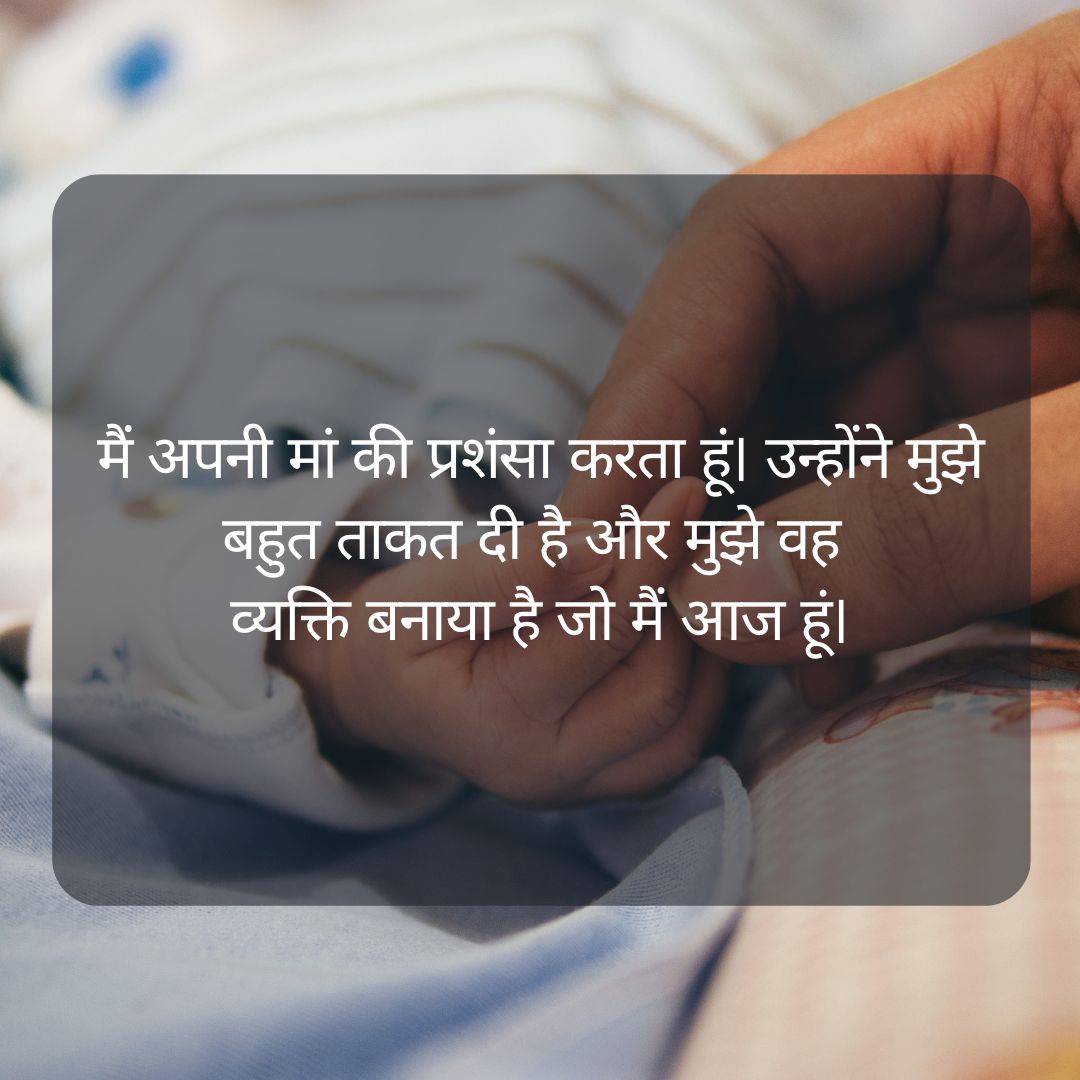 मैं अपनी मां की प्रशंसा करता हूं। उन्होंने मुझे
बहुत ताकत दी है और मुझे वह
व्यक्ति बनाया है जो मैं आज हूं।